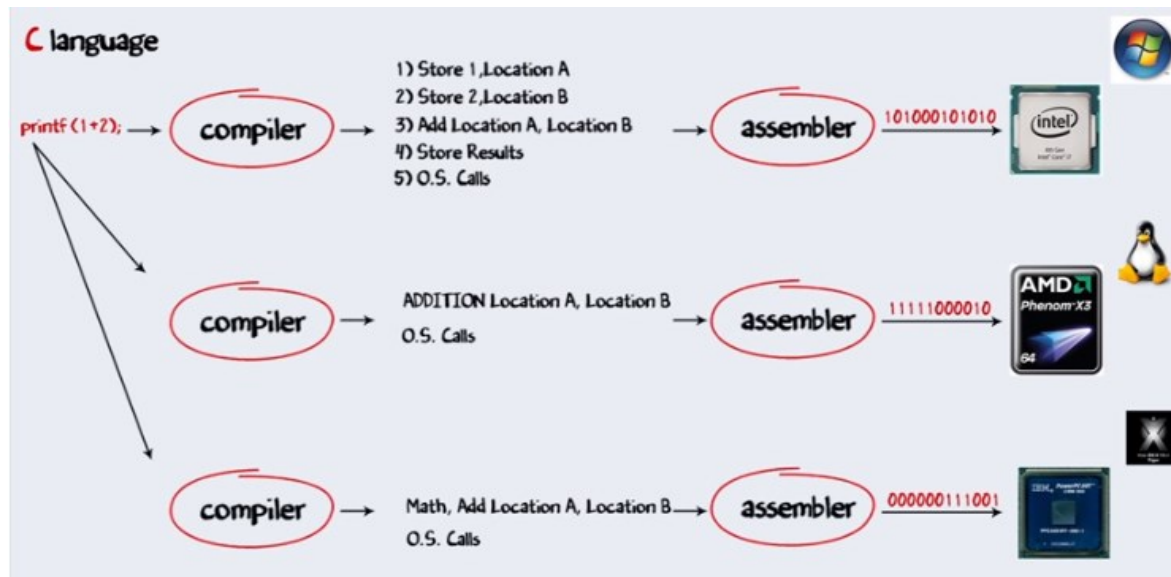 C language
printf(1+2);
compiler
1) Store 1,Location A
2) Store 2,Location B
3) Add Location A, Location B
4) Store Results
5) O.S. Calls
assembler
101000101010
intel
compiler
ADDITION Location A, Location B
O.S. Calls
assembler
11111000010
AMD
Phenom X3
64
compiler
Math, Add Location A, Location B
O.S. Calls
assembler
000000111001
IBM
PowerPC
X